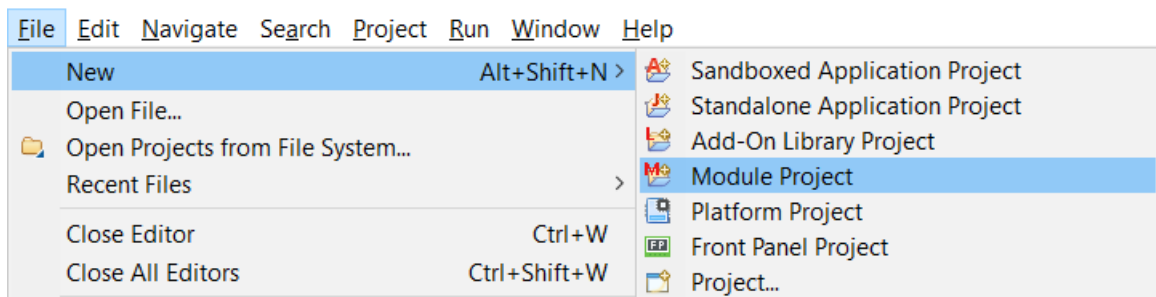 File Edit Navigate Search Project Run Window Help
New Alt+Shift+N >
Open File...
Open Projects from File System...
Recent Files >
Close Editor Ctrl+W
Close All Editors Ctrl+Shift+W
Sandboxed Application Project
Standalone Application Project
Add-On Library Project
Module Project
Platform Project
Front Panel Project
Project...